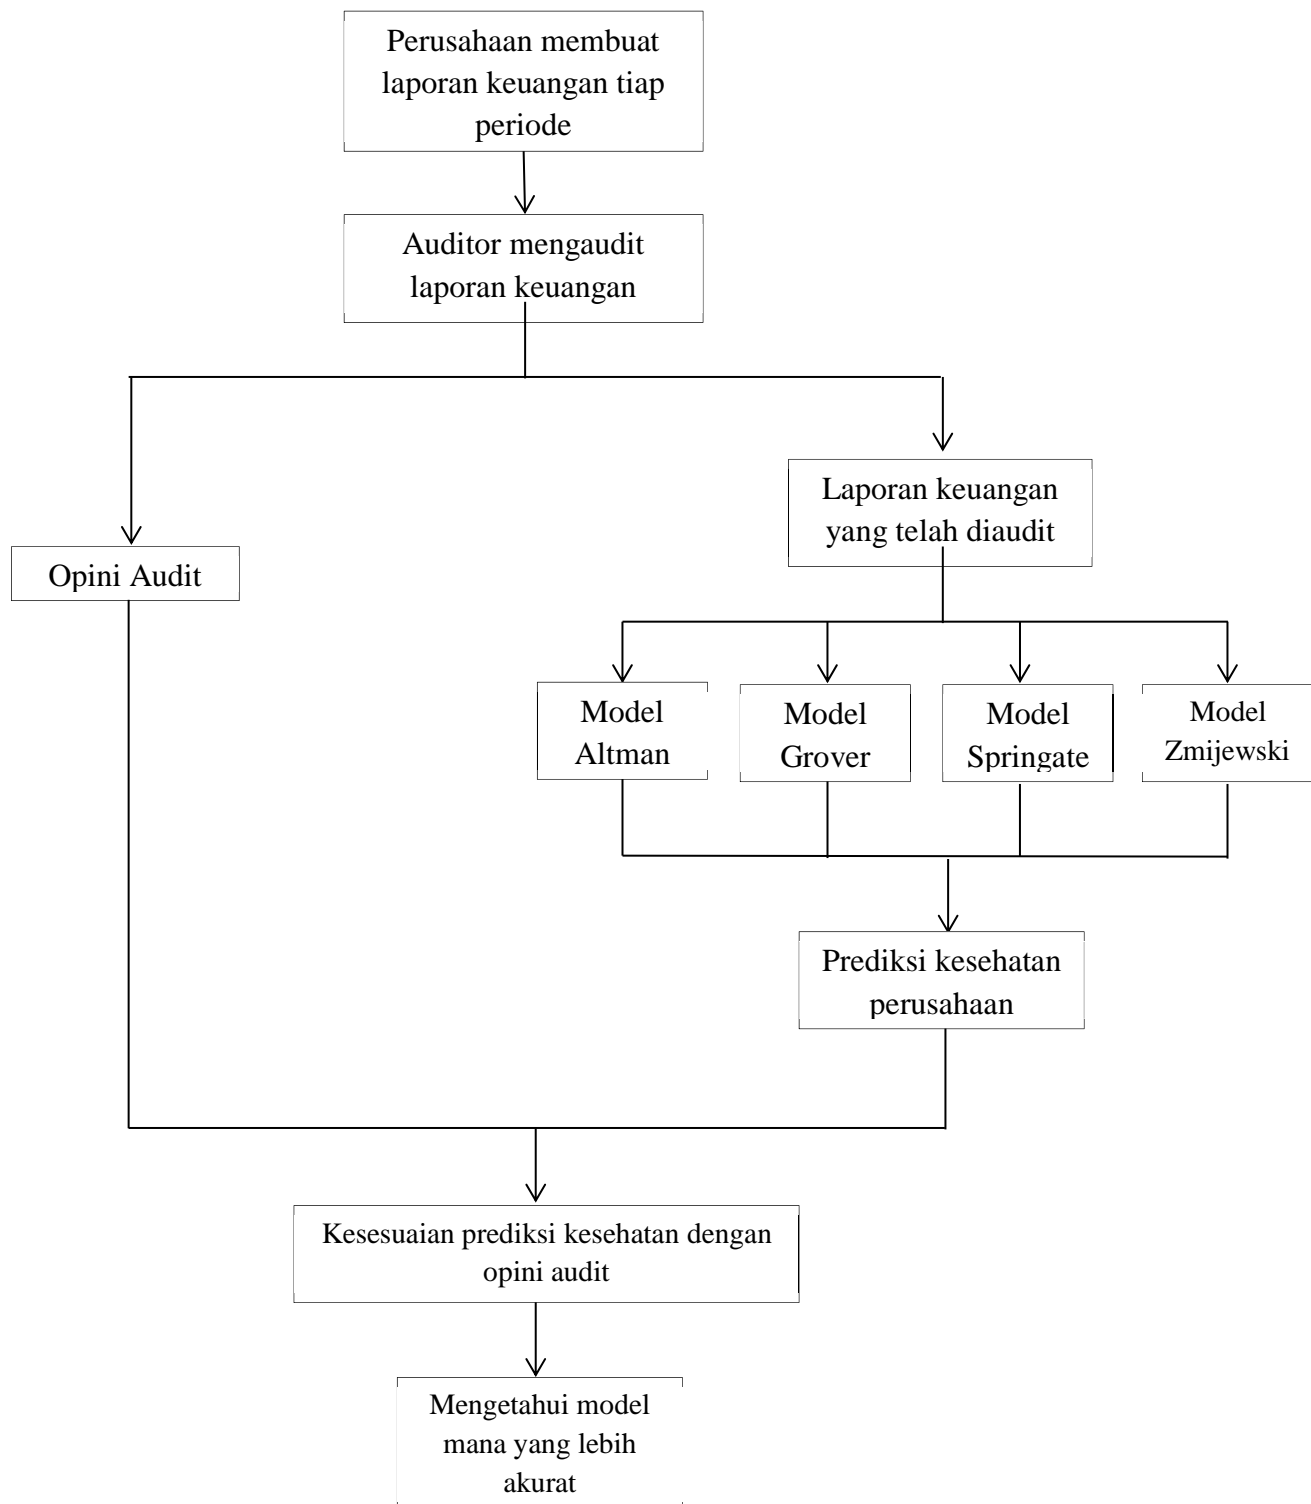 Perusahaan membuat
laporan keuangan tiap
periode
Auditor mengaudit
laporan keuangan
Laporan keuangan
yang telah diaudit
Opini Audit
Model
Altman
Model
Grover
Model
Springate
Model
Zmijewski
Prediksi kesehatan
perusahaan
Kesesuaian prediksi kesehatan dengan
opini audit
Mengetahui model
mana yang lebih
akurat